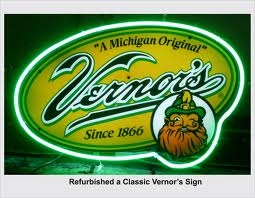 "A Michigan Original"
Vernor's
Since 1866
Refurbished a Classic Vernor's Sign